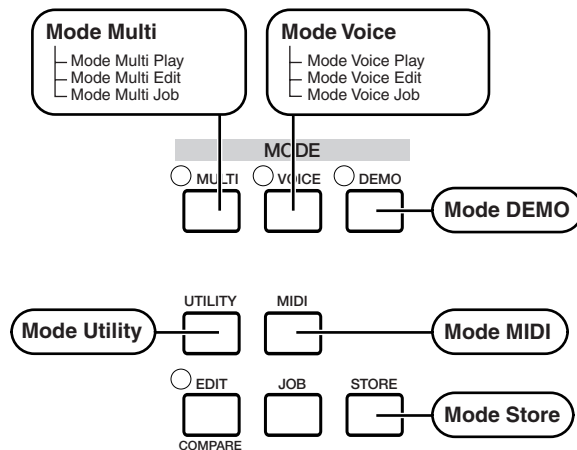 Mode Multi
Mode Multi Play
Mode Multi Edit
Mode Multi Job
Mode Voice
Mode Voice Play
Mode Voice Edit
Mode Voice Job
MODE
MULTI
VOICE
DEMO
Mode DEMO
UTILITY
MIDI
Mode Utility
Mode MIDI
EDIT
JOB
STORE
Mode Store
COMPARE